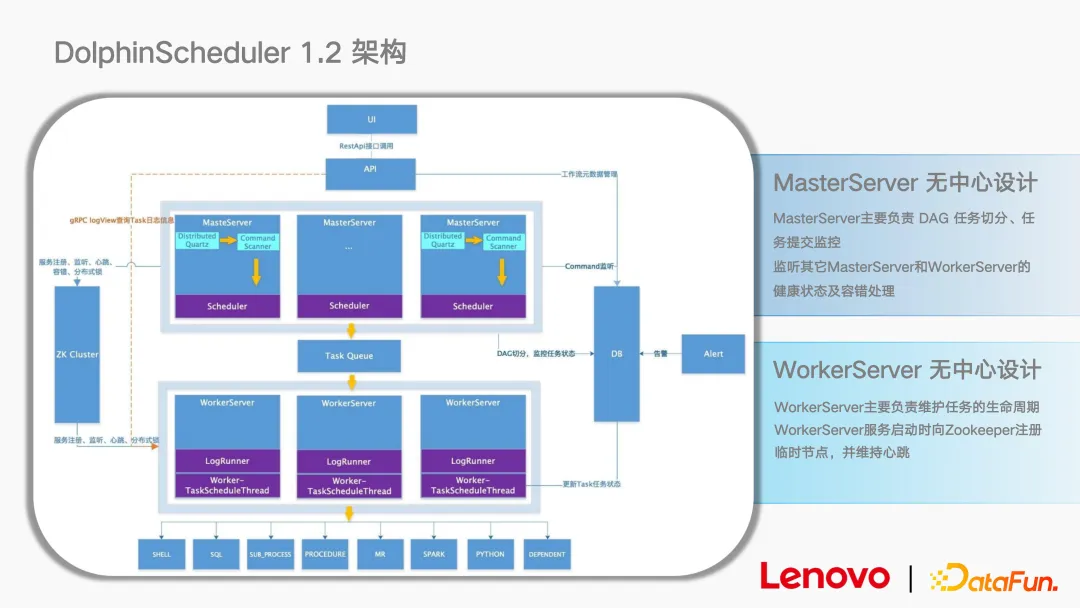 DolphinScheduler 1.2 架构
UI
RestApi接口调用
API
工作流元数据管理
gRPC logView查询Task日志信息
MasteServer
Distributed
Quartz
Command
Scanner
Scheduler
MasterServer
...
Scheduler
MasterServer
Distributed
Quartz
Command
Scanner
Scheduler
服务注册、监听、心跳、
容错、分布式锁
Command监听
ZK Cluster
Task Queue
DAG切分，监控任务状态
DB
告警
Alert
服务注册、监听、心跳、分布式锁
WorkerServer
LogRunner
Worker-
TaskScheduleThread
WorkerServer
LogRunner
Worker-
TaskScheduleThread
WorkerServer
LogRunner
Worker-
TaskScheduleThread
更新Task任务状态
SHELL
SQL
SUB_PROCESS
PROCEDURE
MR
SPARK
PYTHON
DEPENDENT
MasterServer 无中心设计
MasterServer主要负责 DAG 任务切分、任
务提交监控
监听其它MasterServer和WorkerServer的
健康状态及容错处理
WorkerServer 无中心设计
WorkerServer主要负责维护任务的生命周期
WorkerServer服务启动时向Zookeeper注册
临时节点，并维持心跳
Lenovo | DataFun.